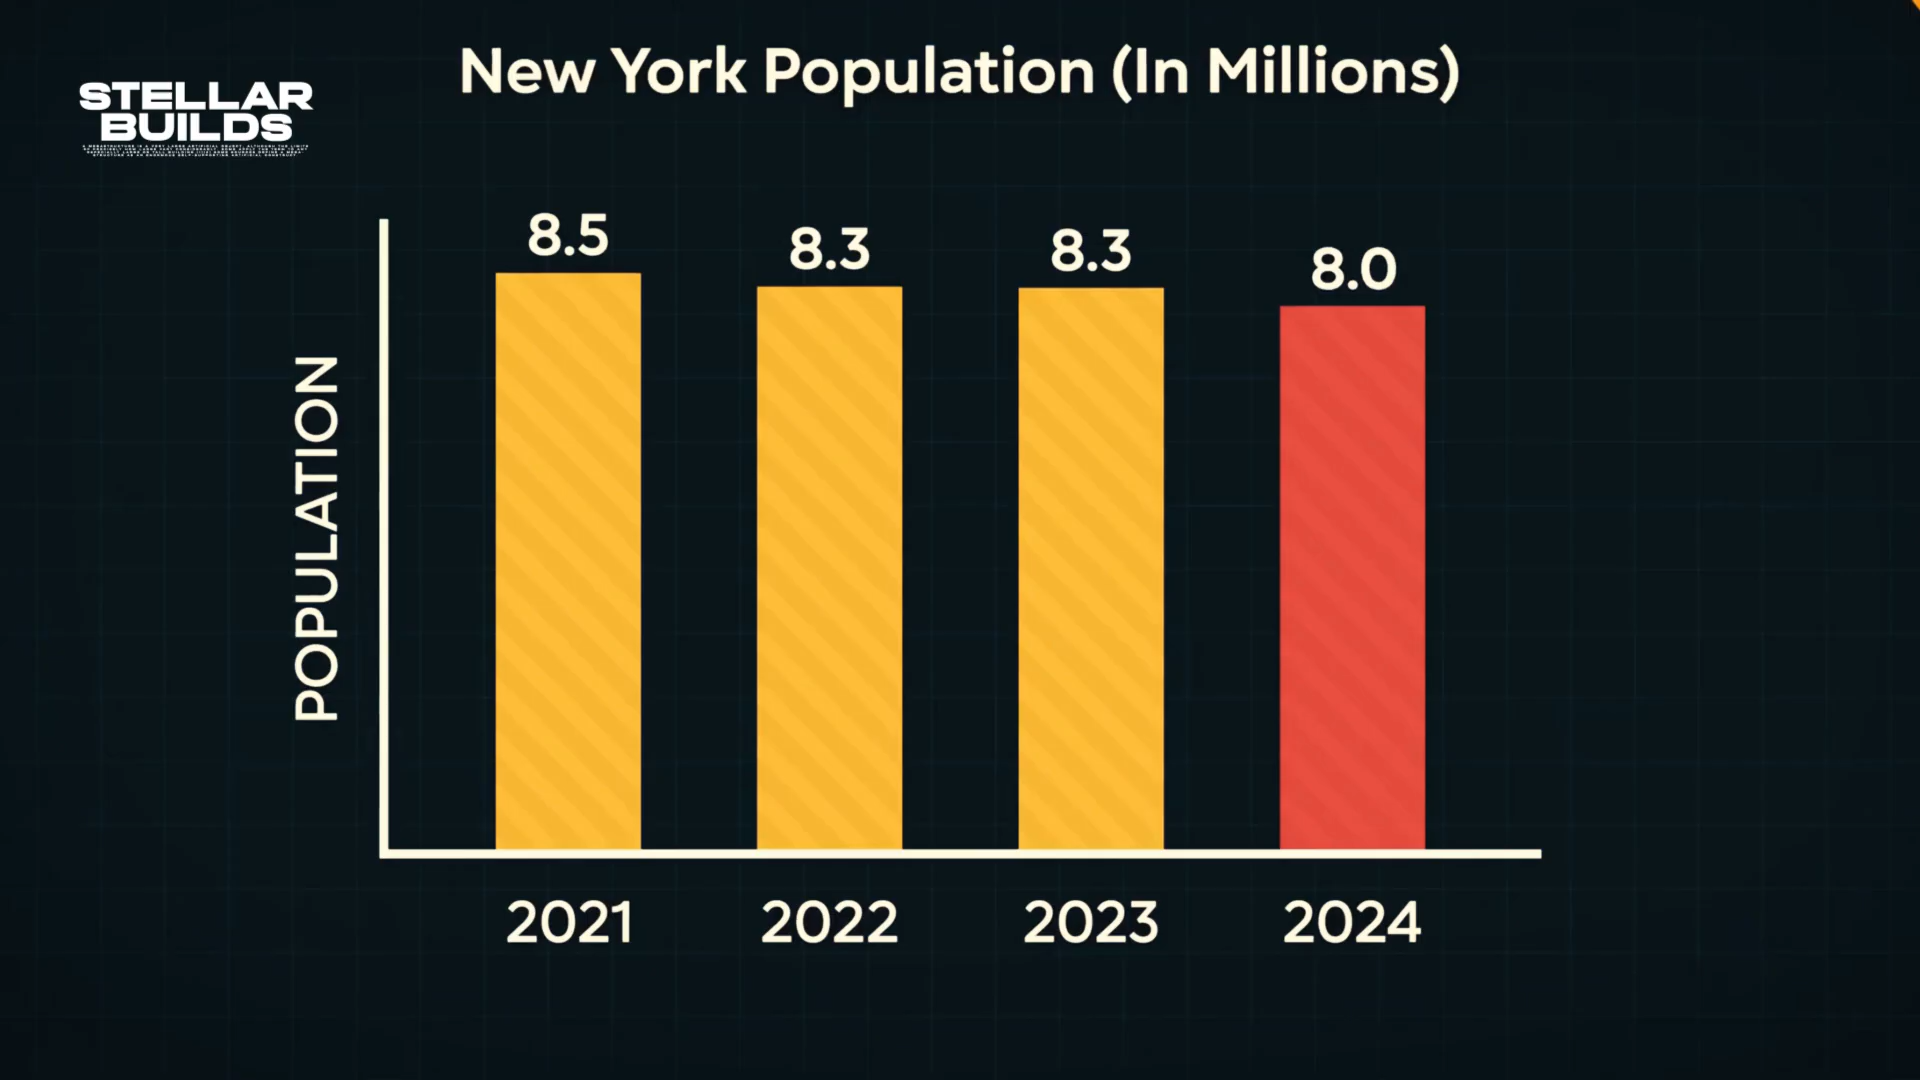 New York Population (In Millions)
STELLAR
BUILDS
8.5
8.3
8.3
8.0
POPULATION
2021
2022
2023
2024